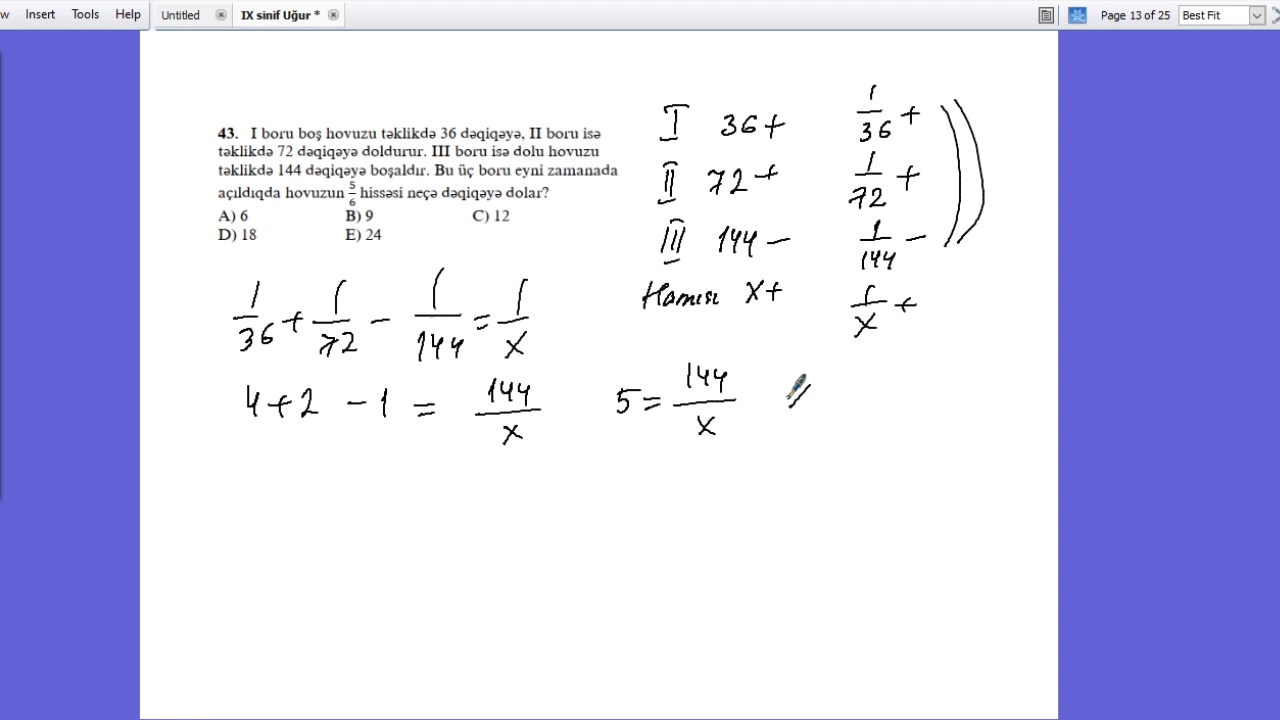 w Insert Tools Help Untitled IX sinif Uğur * Page 13 of 25 Best Fit
43. I boru boş hovuzu təklikdə 36 dəqiqəyə, II boru isə
təklikdə 72 dəqiqəyə doldurur. III boru isə dolu hovuzu
təklikdə 144 dəqiqəyə boşaldır. Bu üç boru eyni zamanada
açıldıqda hovuzun 5/6 hissəsi neçə dəqiqəyə dolar?
A) 6 B) 9 C) 12
D) 18 E) 24
I 36+ 1/36 +
II 72+ 1/72 +
III 144 – 1/144 –
Hamısı x+ 1/x +
1/36 + 1/72 – 1/144 = 1/x
4+2 – 1 = 144/x 5 = 144/x